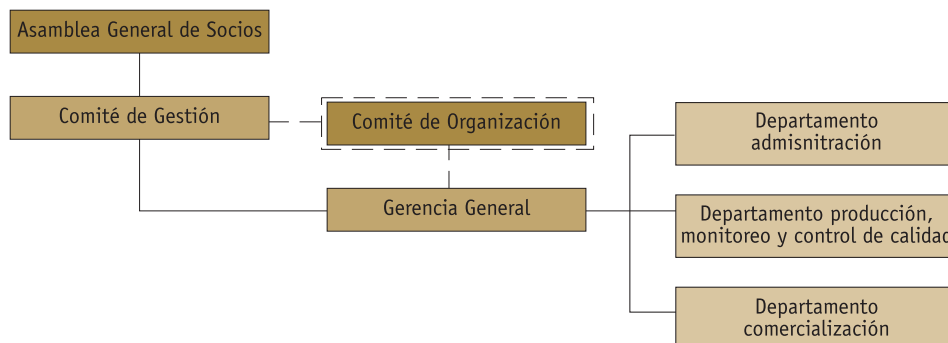 Asamblea General de Socios
Comité de Gestión
Comité de Organización
Gerencia General
Departamento
admisnitración
Departamento producción,
monitoreo y control de calidad
Departamento
comercialización